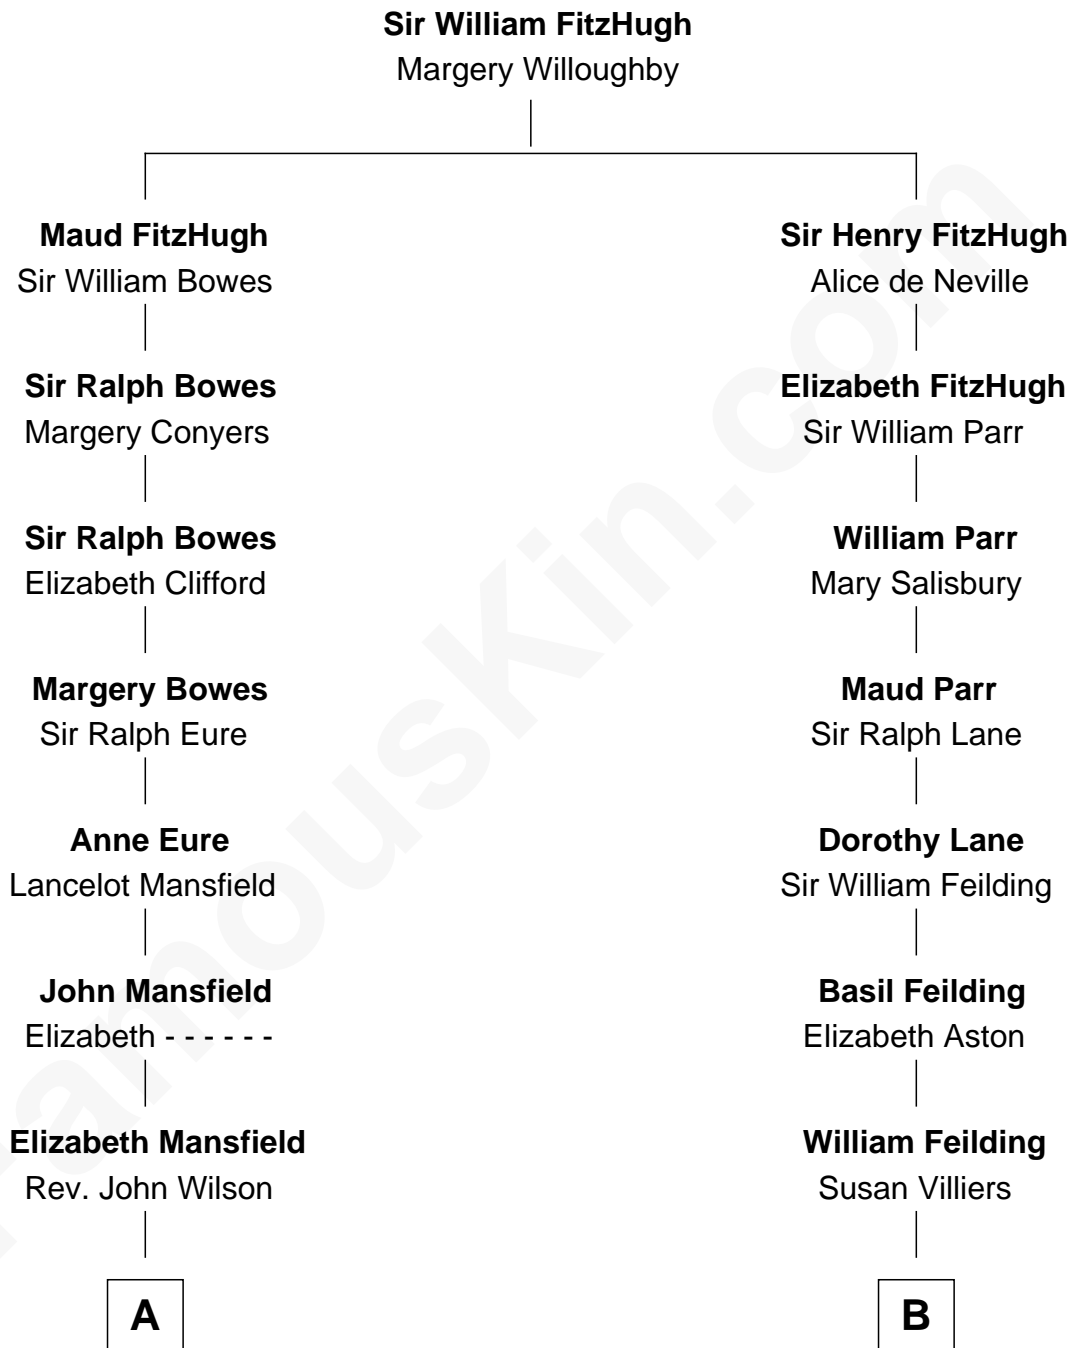 Sir William FitzHugh
Margery Willoughby
Maud FitzHugh
Sir William Bowes
Sir Henry FitzHugh
Alice de Neville
Sir Ralph Bowes
Margery Conyers
Elizabeth FitzHugh
Sir William Parr
Sir Ralph Bowes
Elizabeth Clifford
William Parr
Mary Salisbury
Margery Bowes
Sir Ralph Eure
Maud Parr
Sir Ralph Lane
Anne Eure
Lancelot Mansfield
Dorothy Lane
Sir William Feilding
John Mansfield
Elizabeth - - - - - -
Basil Feilding
Elizabeth Aston
Elizabeth Mansfield
Rev. John Wilson
William Feilding
Susan Villiers
A
B
FamousKin.com